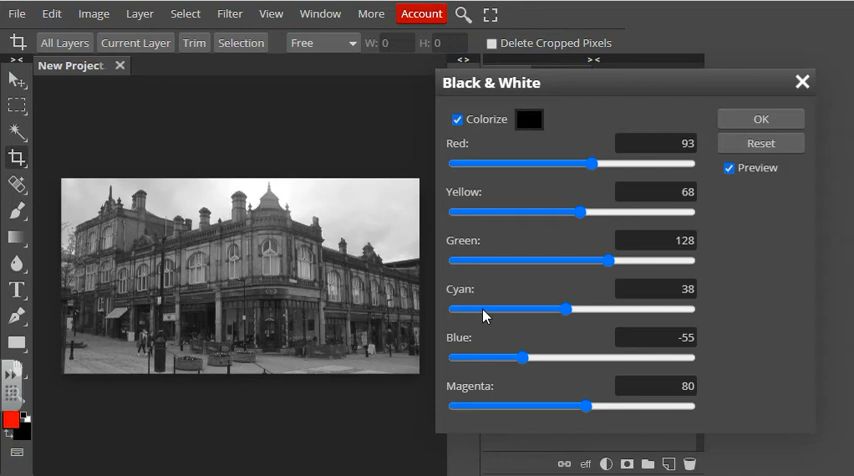 File Edit Image Layer Select Filter View Window More Account
All Layers Current Layer Trim Selection Free W: 0 H: 0 Delete Cropped Pixels
> < New Project. < > > <
Black & White
Colorize OK
Red: 93 Reset
Preview
Yellow: 68
Green: 128
Cyan: 38
Blue: -55
Magenta: 80
T
eff